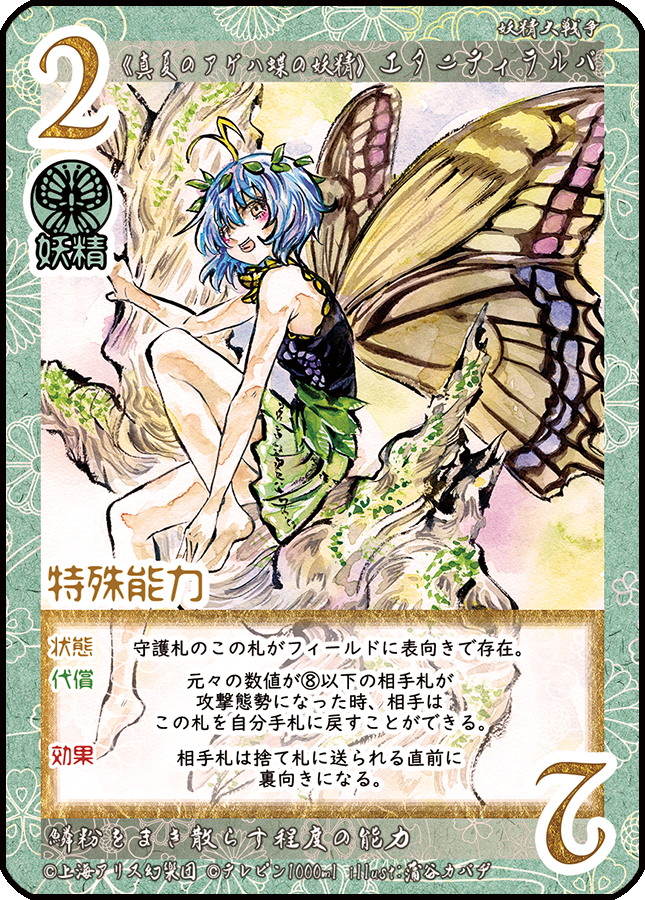 妖精大戦争
2
《真夏のアゲハ蝶の妖精》 エタニティラルバ
妖精
特殊能力
状態 守護札のこの札がフィールドに表向きで存在。
代償 元々の数値が⑧以下の相手札が
攻撃態勢になった時、相手は
この札を自分手札に戻すことができる。
効果 相手札は捨て札に送られる直前に
裏向きになる。
2
鱗粉をまき散らす程度の能力
©上海アリス幻樂団 ©テレピン1000ml illust:蒲谷カバヂ